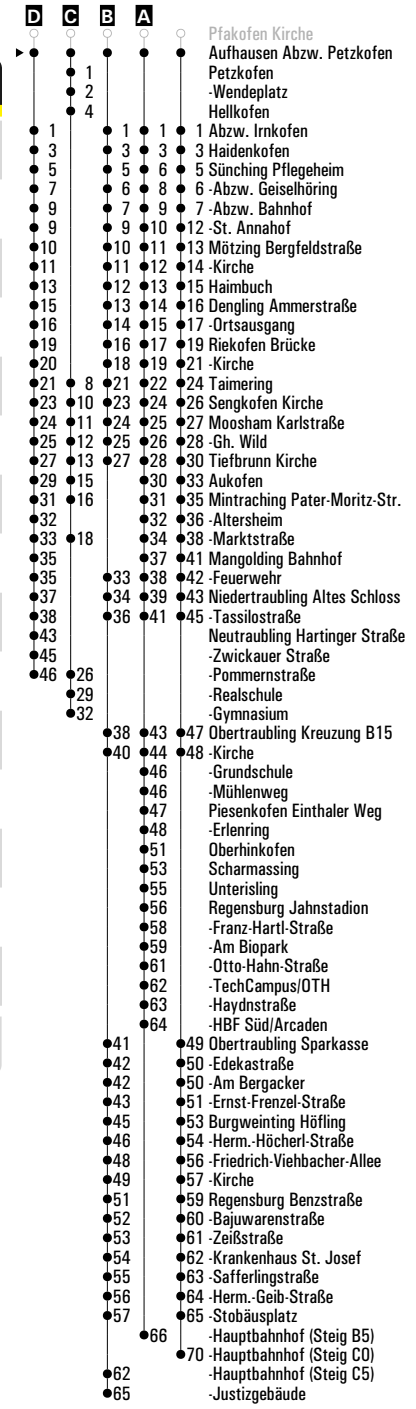 D C B A
Pfakofen Kirche
Aufhausen Abzw. Petzkofen
1 Petzkofen
2 -Wendeplatz
4 Hellkofen
1 1 1 1 Abzw. Irnkofen
3 3 3 3 Haidenkofen
5 5 6 5 Sünching Pflegeheim
7 6 8 6 -Abzw. Geiselhöring
9 7 9 7 -Abzw. Bahnhof
9 9 10 12 -St. Annahof
10 10 11 13 Mötzing Bergfeldstraße
11 11 12 14 -Kirche
13 12 13 15 Haimbuch
15 13 14 16 Dengling Ammerstraße
16 14 15 17 -Ortsausgang
19 16 17 19 Riekofen Brücke
20 18 19 21 -Kirche
21 8 21 22 24 Taimering
23 10 23 24 26 Sengkofen Kirche
24 11 24 25 27 Moosham Karlstraße
25 12 25 26 28 -Gh. Wild
27 13 27 28 30 Tiefbrunn Kirche
29 15 30 33 Aukofen
31 16 31 35 Mintraching Pater-Moritz-Str.
32 32 36 -Altersheim
33 18 34 38 -Marktstraße
35 37 41 Mangolding Bahnhof
35 33 38 42 -Feuerwehr
37 34 39 43 Niedertraubling Altes Schloss
38 36 41 45 -Tassilostraße
43 Neutraubling Hartinger Straße
45 -Zwickauer Straße
46 26 -Pommernstraße
29 -Realschule
32 -Gymnasium
38 43 47 Obertraubling Kreuzung B15
40 44 48 -Kirche
46 -Grundschule
46 -Mühlenweg
47 Piesenkofen Einthaler Weg
48 -Erlenring
51 Oberhinkofen
53 Scharmassing
55 Unterisling
56 Regensburg Jahnstadion
58 -Franz-Hartl-Straße
59 -Am Biopark
61 -Otto-Hahn-Straße
62 -TechCampus/OTH
63 -Haydnstraße
64 -HBF Süd/Arcaden
41 49 Obertraubling Sparkasse
42 50 -Edekastraße
42 50 -Am Bergacker
43 51 -Ernst-Frenzel-Straße
45 53 Burgweinting Höfling
46 54 -Herm.-Höcherl-Straße
48 56 -Friedrich-Viehbacher-Allee
49 57 -Kirche
51 59 Regensburg Benzstraße
52 60 -Bajuwarenstraße
53 61 -Zeißstraße
54 62 -Krankenhaus St. Josef
55 63 -Safferlingstraße
56 64 -Herm.-Geib-Straße
57 65 -Stobäusplatz
66 -Hauptbahnhof (Steig B5)
70 -Hauptbahnhof (Steig C0)
62 -Hauptbahnhof (Steig C5)
65 -Justizgebäude